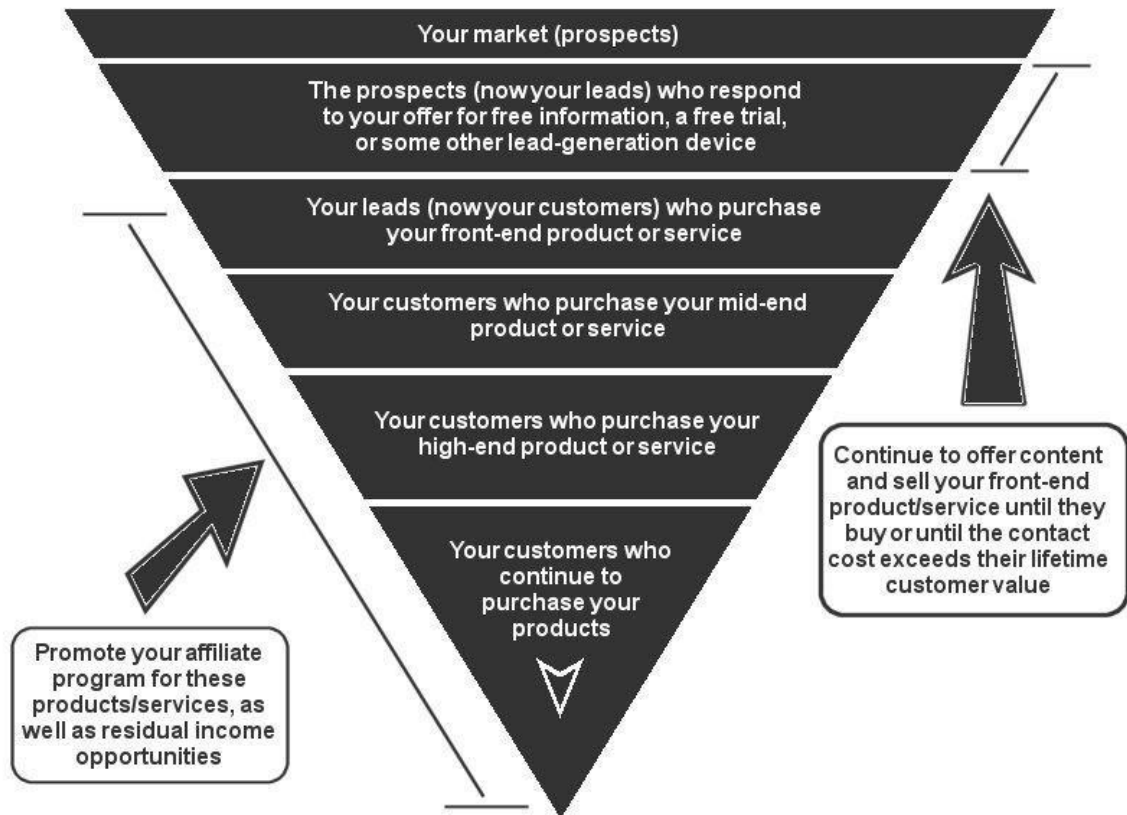 Your market (prospects)
The prospects (now your leads) who respond
to your offer for free information, a free trial,
or some other lead-generation device
Your leads (now your customers) who purchase
your front-end product or service
Your customers who purchase your mid-end
product or service
Your customers who purchase your
high-end product or service
Your customers who
continue to
purchase your
products
Continue to offer content
and sell your front-end
product/service until they
buy or until the contact
cost exceeds their lifetime
customer value
Promote your affiliate
program for these
products/services, as
well as residual income
opportunities